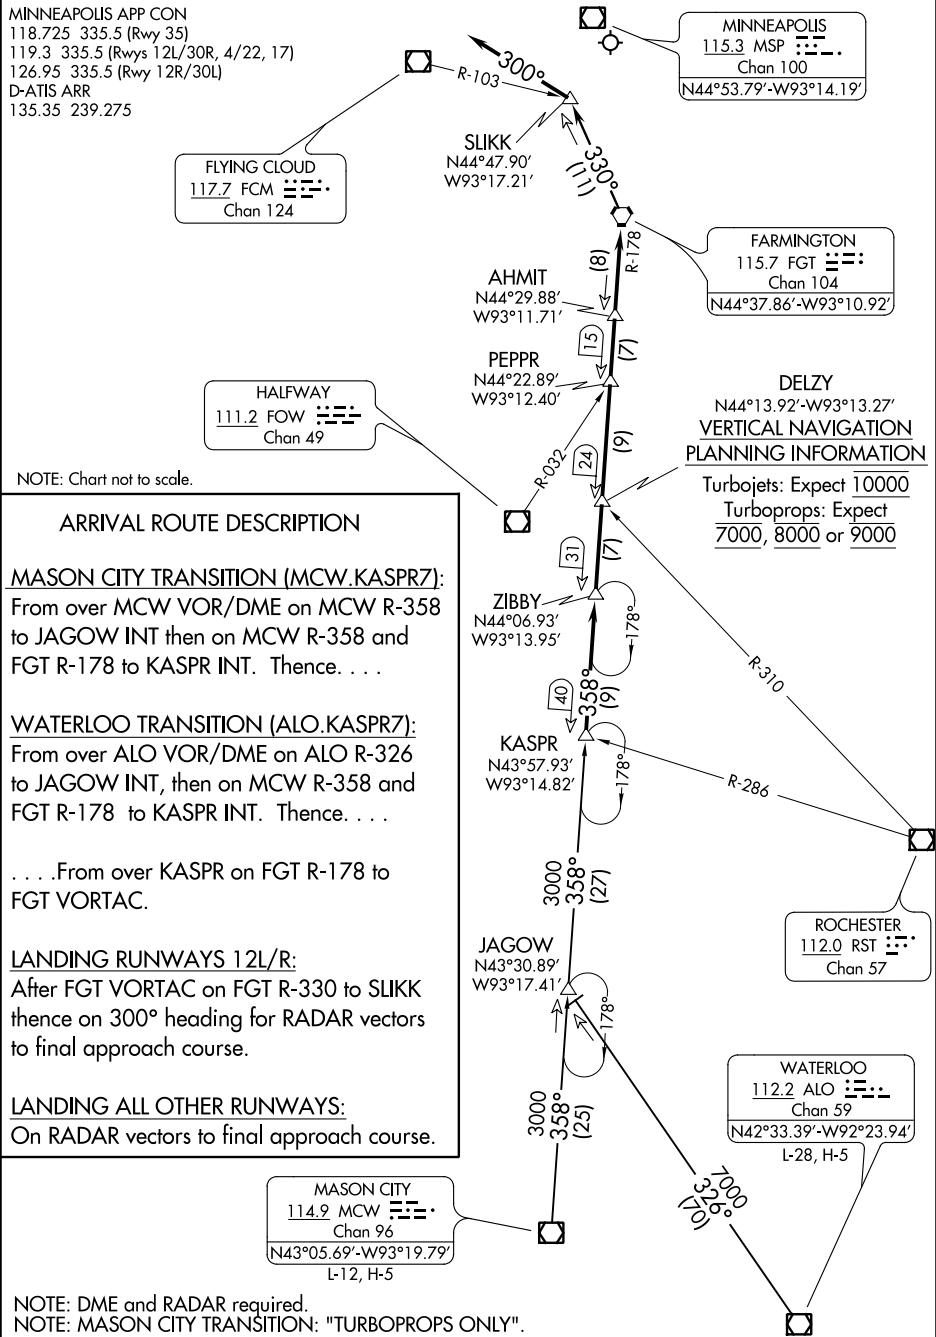 MINNEAPOLIS APP CON
118.725 335.5 (Rwy 35)
119.3 335.5 (Rwys 12L/30R, 4/22, 17)
126.95 335.5 (Rwy 12R/30L)
D-ATIS ARR
135.35 239.275
MINNEAPOLIS
115.3 MSP
Chan 100
N44°53.79'-W93°14.19'
300°
R-103
SLIKK
N44°47.90'
W93°17.21'
FLYING CLOUD
117.7 FCM
Chan 124
330°
(11)
R-178
FARMINGTON
115.7 FGT
Chan 104
N44°37.86'-W93°10.92'
(8)
AHMIT
N44°29.88'
W93°11.71'
15
(7)
PEPPR
N44°22.89'
W93°12.40'
HALFWAY
111.2 FOW
Chan 49
R-032
24
(9)
DELZY
N44°13.92'-W93°13.27'
VERTICAL NAVIGATION
PLANNING INFORMATION
Turbojets: Expect 10000
Turboprops: Expect
7000, 8000 or 9000
NOTE: Chart not to scale.
31
(7)
ZIBBY
N44°06.93'
W93°13.95'
178°
R-310
40
358°
(9)
KASPR
N43°57.93'
W93°14.82'
178°
R-286
3000
358°
(27)
ROCHESTER
112.0 RST
Chan 57
JAGOW
N43°30.89'
W93°17.41'
178°
3000
358°
(25)
WATERLOO
112.2 ALO
Chan 59
N42°33.39'-W92°23.94'
L-28, H-5
7000
326°
(70)
MASON CITY
114.9 MCW
Chan 96
N43°05.69'-W93°19.79'
L-12, H-5
ARRIVAL ROUTE DESCRIPTION
MASON CITY TRANSITION (MCW.KASPR7):
From over MCW VOR/DME on MCW R-358
to JAGOW INT then on MCW R-358 and
FGT R-178 to KASPR INT. Thence. . . .
WATERLOO TRANSITION (ALO.KASPR7):
From over ALO VOR/DME on ALO R-326
to JAGOW INT, then on MCW R-358 and
FGT R-178 to KASPR INT. Thence. . . .
. . . .From over KASPR on FGT R-178 to
FGT VORTAC.
LANDING RUNWAYS 12L/R:
After FGT VORTAC on FGT R-330 to SLIKK
thence on 300° heading for RADAR vectors
to final approach course.
LANDING ALL OTHER RUNWAYS:
On RADAR vectors to final approach course.
NOTE: DME and RADAR required.
NOTE: MASON CITY TRANSITION: "TURBOPROPS ONLY".